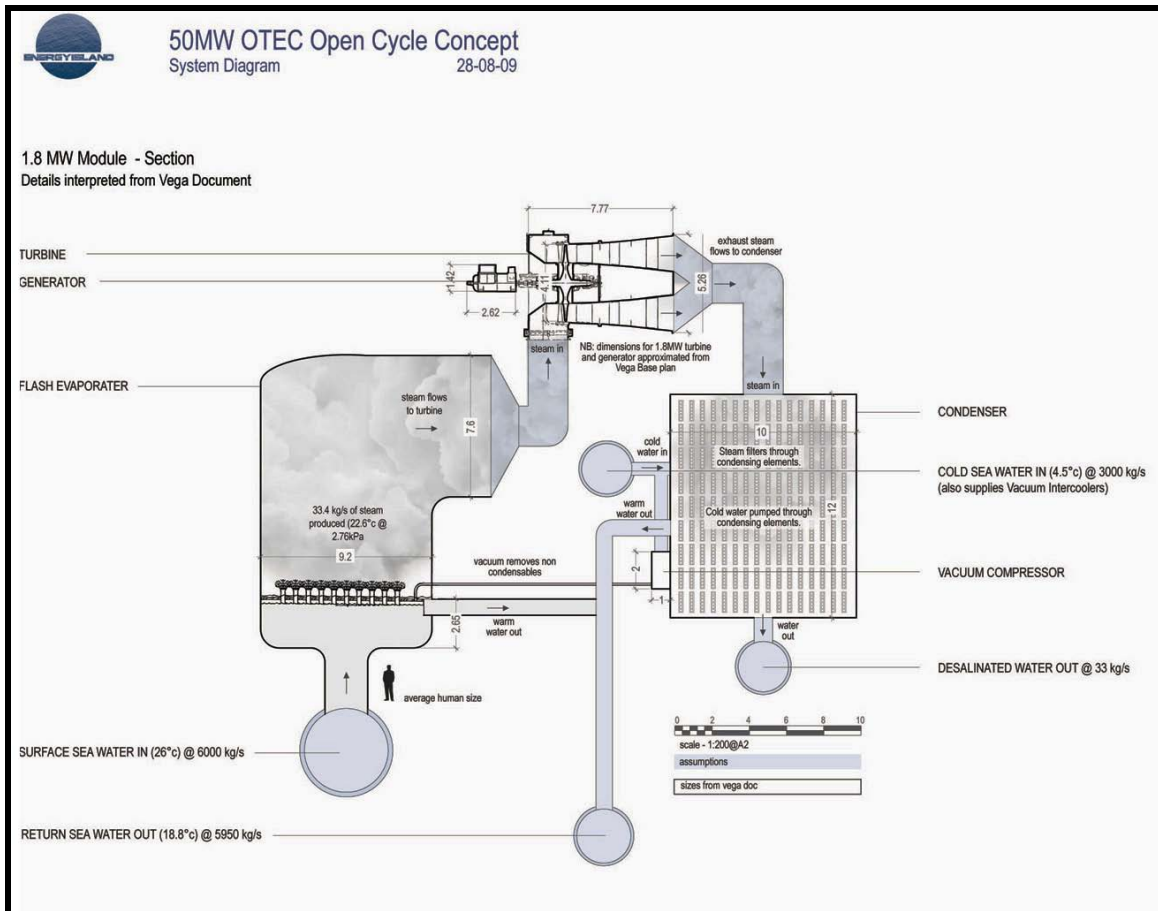 ENERGY ISLAND
50MW OTEC Open Cycle Concept
System Diagram 28-08-09
1.8 MW Module - Section
Details interpreted from Vega Document
7.77
TURBINE
exhaust steam
flows to condenser
GENERATOR
1.42
4.11
5.26
2.62
steam in
NB: dimensions for 1.8MW turbine
and generator approximated from
Vega Base plan
FLASH EVAPORATER
steam flows
to turbine
7.6
steam in
CONDENSER
10
cold
water in
Steam filters through
condensing elements.
COLD SEA WATER IN (4.5°c) @ 3000 kg/s
(also supplies Vacuum Intercoolers)
warm
water out
Cold water pumped through
condensing elements.
12
33.4 kg/s of steam
produced (22.6°c @
2.76kPa
9.2
vacuum removes non
condensables
2
VACUUM COMPRESSOR
1
2.65
warm
water out
water
out
average human size
DESALINATED WATER OUT @ 33 kg/s
0 2 4 6 8 10
scale - 1:200@A2
SURFACE SEA WATER IN (26°c) @ 6000 kg/s
assumptions
sizes from vega doc
RETURN SEA WATER OUT (18.8°c) @ 5950 kg/s